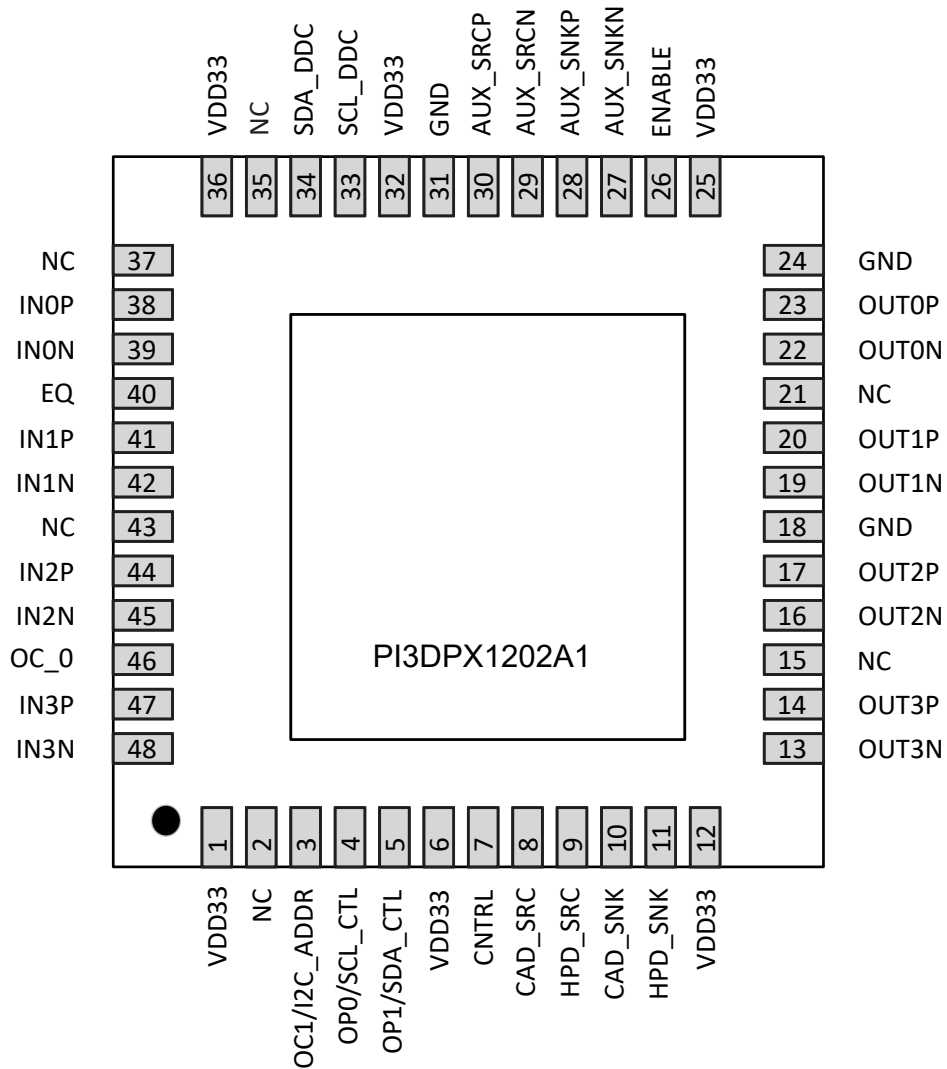 VDD33
NC
SDA_DDC
SCL_DDC
VDD33
GND
AUX_SRCP
AUX_SRCN
AUX_SNKP
AUX_SNKN
ENABLE
VDD33
36
35
34
33
32
31
30
29
28
27
26
25
NC 37
IN0P 38
IN0N 39
EQ 40
IN1P 41
IN1N 42
NC 43
IN2P 44
IN2N 45
OC_0 46
IN3P 47
IN3N 48
24 GND
23 OUT0P
22 OUT0N
21 NC
20 OUT1P
19 OUT1N
18 GND
17 OUT2P
16 OUT2N
15 NC
14 OUT3P
13 OUT3N
PI3DPX1202A1
1
2
3
4
5
6
7
8
9
10
11
12
VDD33
NC
OC1/I2C_ADDR
OP0/SCL_CTL
OP1/SDA_CTL
VDD33
CNTRL
CAD_SRC
HPD_SRC
CAD_SNK
HPD_SNK
VDD33